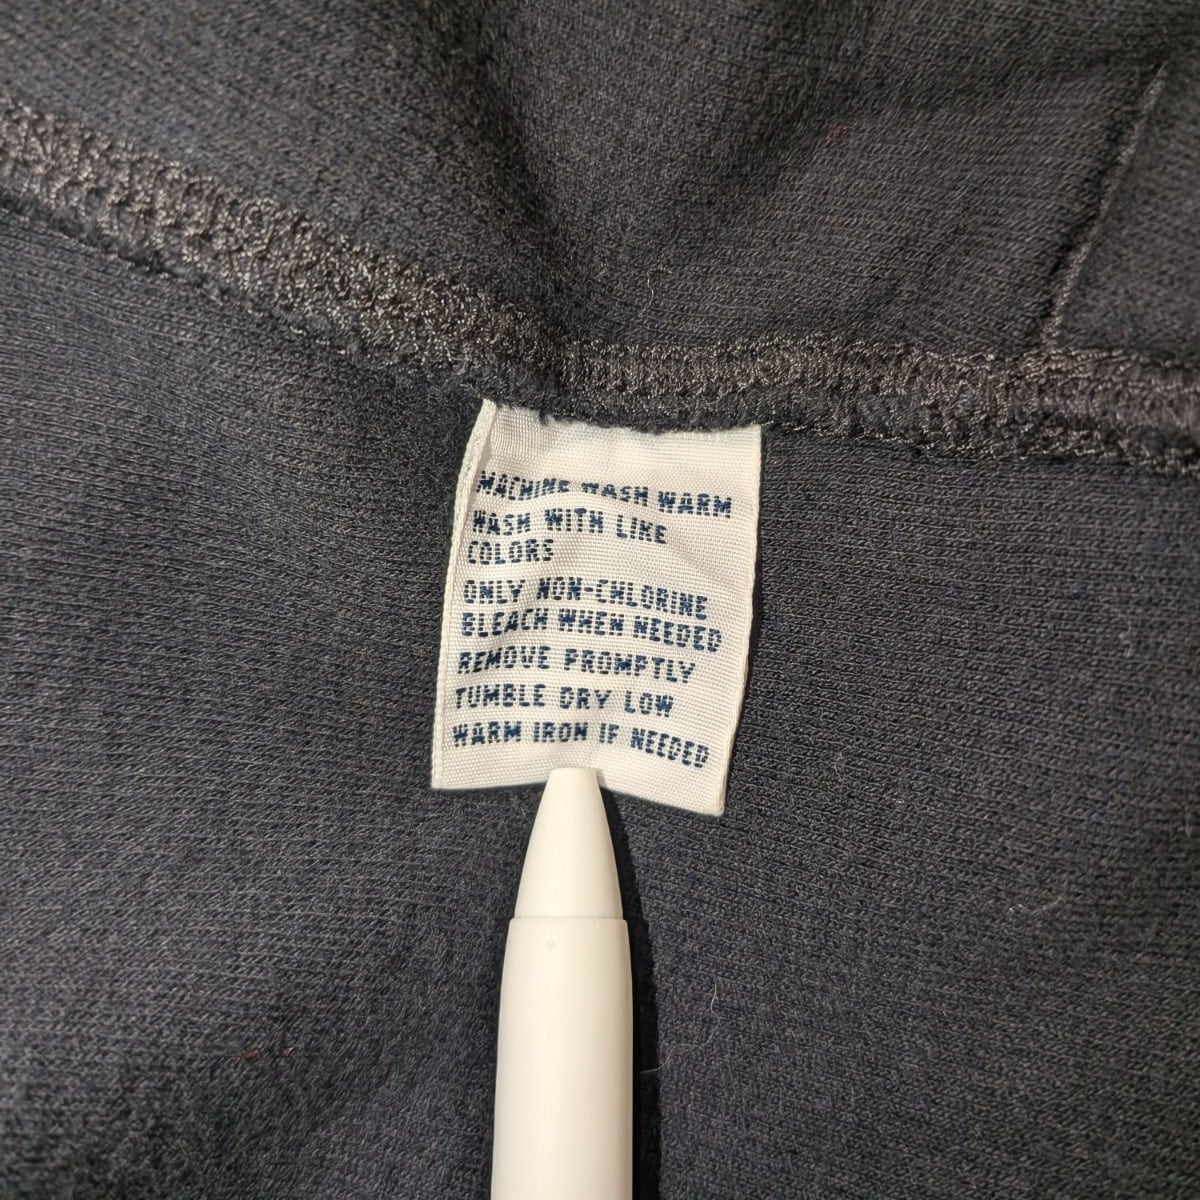 MACHINE WASH WARM
WASH WITH LIKE
COLORS
ONLY NON-CHLORINE
BLEACH WHEN NEEDED
REMOVE PROMPTLY
TUMBLE DRY LOW
WARM IRON IF NEEDED